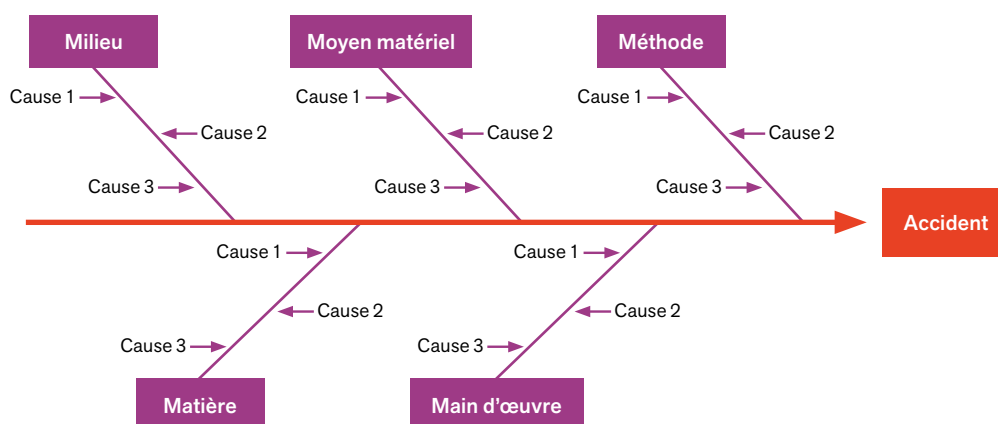 Milieu
Moyen matériel
Méthode
Cause 1
Cause 1
Cause 1
Cause 2
Cause 2
Cause 2
Cause 3
Cause 3
Cause 3
Accident
Cause 1
Cause 1
Cause 2
Cause 2
Cause 3
Cause 3
Matière
Main d'œuvre